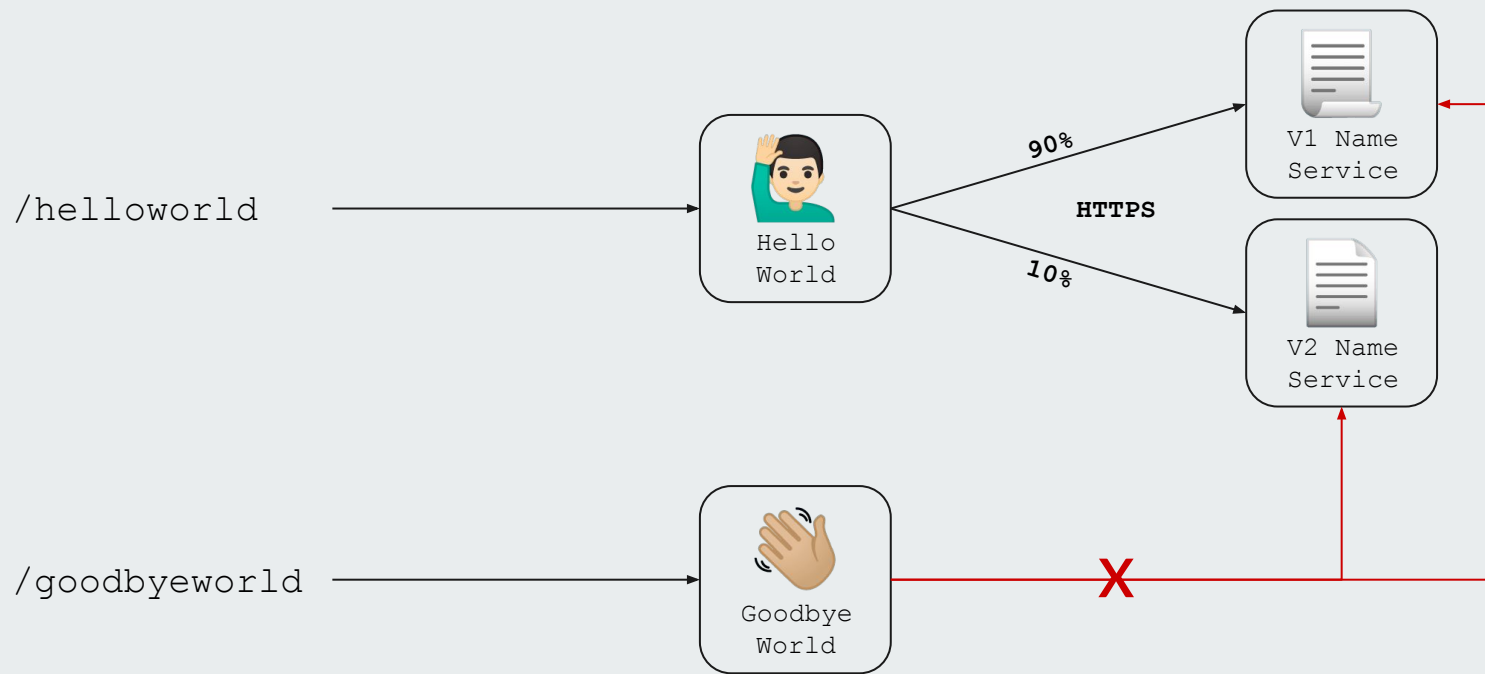 /helloworld
Hello
World
90%
HTTPS
10%
V1 Name
Service
V2 Name
Service
/goodbyeworld
Goodbye
World
X